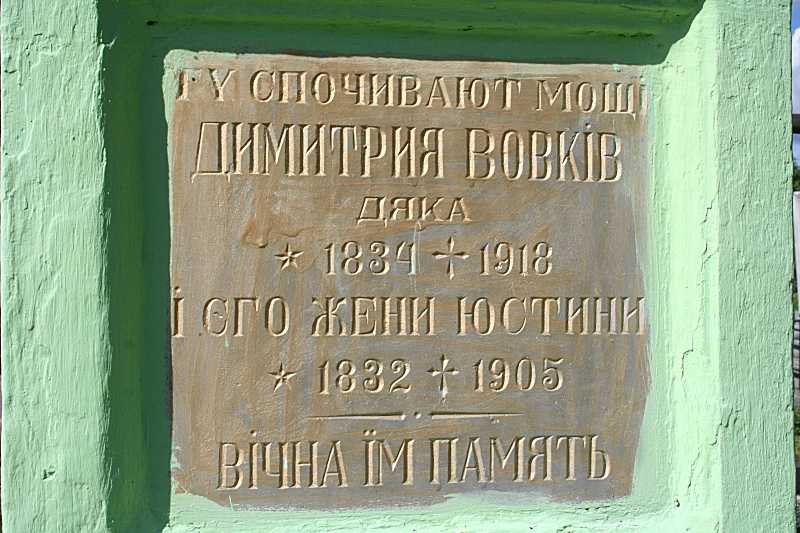 ТУ СПОЧИВАЮТ МОЩІ
ДИМИТРИЯ ВОВКІВ
ДЯКА
1834 1918
І ЄГО ЖЕНИ ЮСТИНИ
1832 1905
ВІЧНА ЇМ ПАМЯТЬ